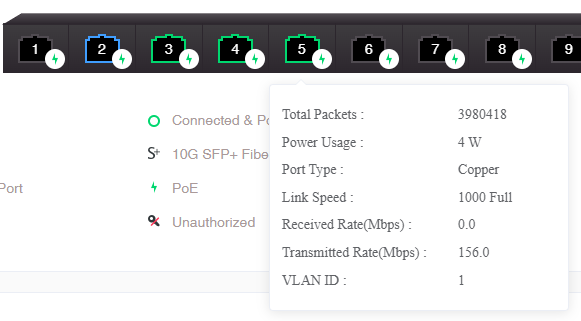 1 2 3 4 5 6 7 8 9
Total Packets : 3980418
Connected & Po
Power Usage : 4 W
S+ 10G SFP+ Fibe
Port Type : Copper
Port
PoE
Link Speed : 1000 Full
Unauthorized
Received Rate(Mbps) : 0.0
Transmitted Rate(Mbps) : 156.0
VLAN ID : 1